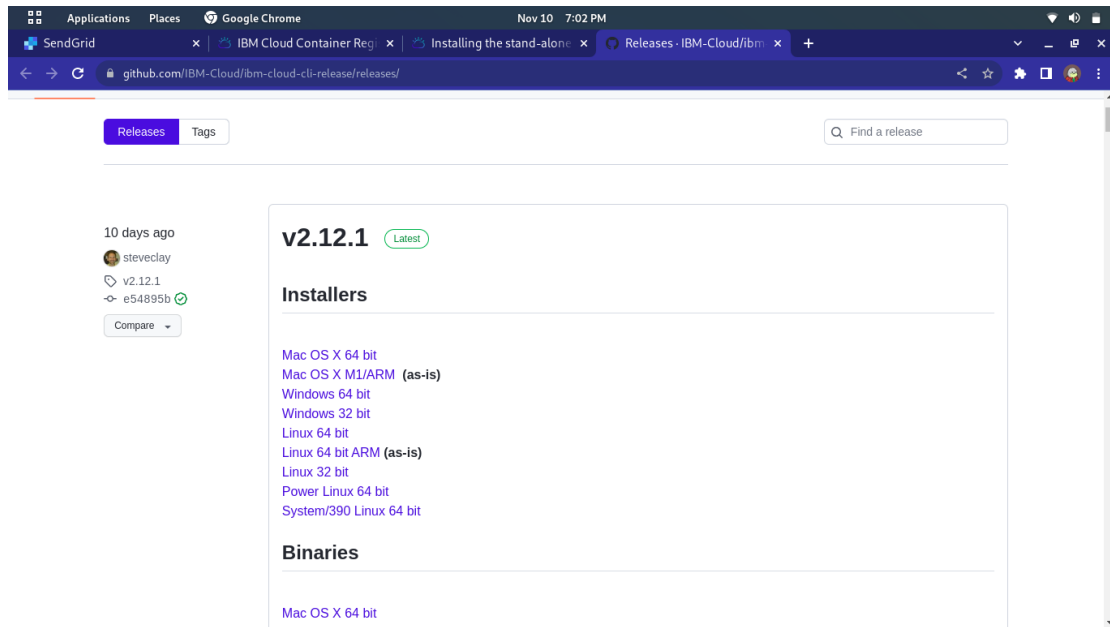 Applications Places Google Chrome Nov 10 7:02 PM
SendGrid IBM Cloud Container Regi Installing the stand-alone Releases · IBM-Cloud/ibm
github.com/IBM-Cloud/ibm-cloud-cli-release/releases/
Releases Tags Find a release
10 days ago
steveclay
v2.12.1
e54895b
Compare
v2.12.1 Latest
Installers
Mac OS X 64 bit
Mac OS X M1/ARM (as-is)
Windows 64 bit
Windows 32 bit
Linux 64 bit
Linux 64 bit ARM (as-is)
Linux 32 bit
Power Linux 64 bit
System/390 Linux 64 bit
Binaries
Mac OS X 64 bit